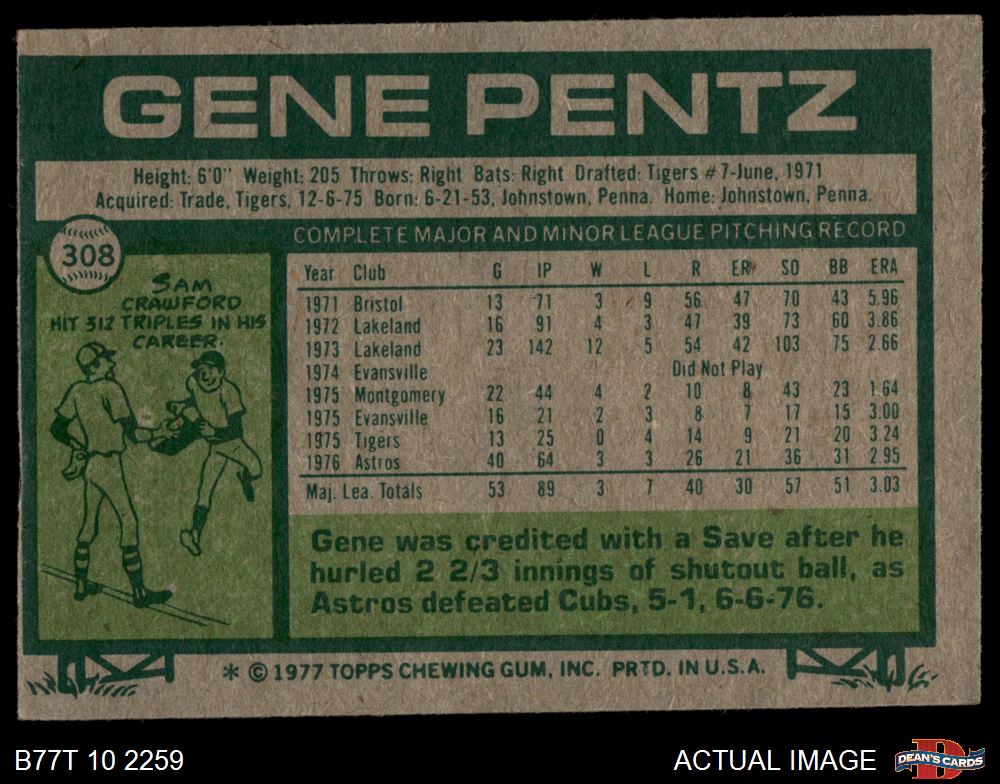 GENE PENTZ
Height: 6'0" Weight: 205 Throws: Right Bats: Right Drafted: Tigers #7-June, 1971
Acquired: Trade, Tigers, 12-6-75 Born: 6-21-53, Johnstown, Penna. Home: Johnstown, Penna.
308
SAM
CRAWFORD
HIT 312 TRIPLES IN HIS
CAREER.
COMPLETE MAJOR AND MINOR LEAGUE PITCHING RECORD
Year Club G IP W L R ER SO BB ERA
1971 Bristol 13 71 3 9 56 47 70 43 5.96
1972 Lakeland 16 91 4 3 47 39 73 60 3.86
1973 Lakeland 23 142 12 5 54 42 103 75 2.66
1974 Evansville Did Not Play
1975 Montgomery 22 44 4 2 10 8 43 23 1.64
1975 Evansville 16 21 2 3 8 7 17 15 3.00
1975 Tigers 13 25 0 4 14 9 21 20 3.24
1976 Astros 40 64 3 3 26 21 36 31 2.95
Maj. Lea. Totals 53 89 3 7 40 30 57 51 3.03
Gene was credited with a Save after he
hurled 2 2/3 innings of shutout ball, as
Astros defeated Cubs, 5-1, 6-6-76.
* © 1977 TOPPS CHEWING GUM, INC. PRTD. IN U.S.A.
B77T 10 2259
ACTUAL IMAGE
D
DEAN'S CARDS